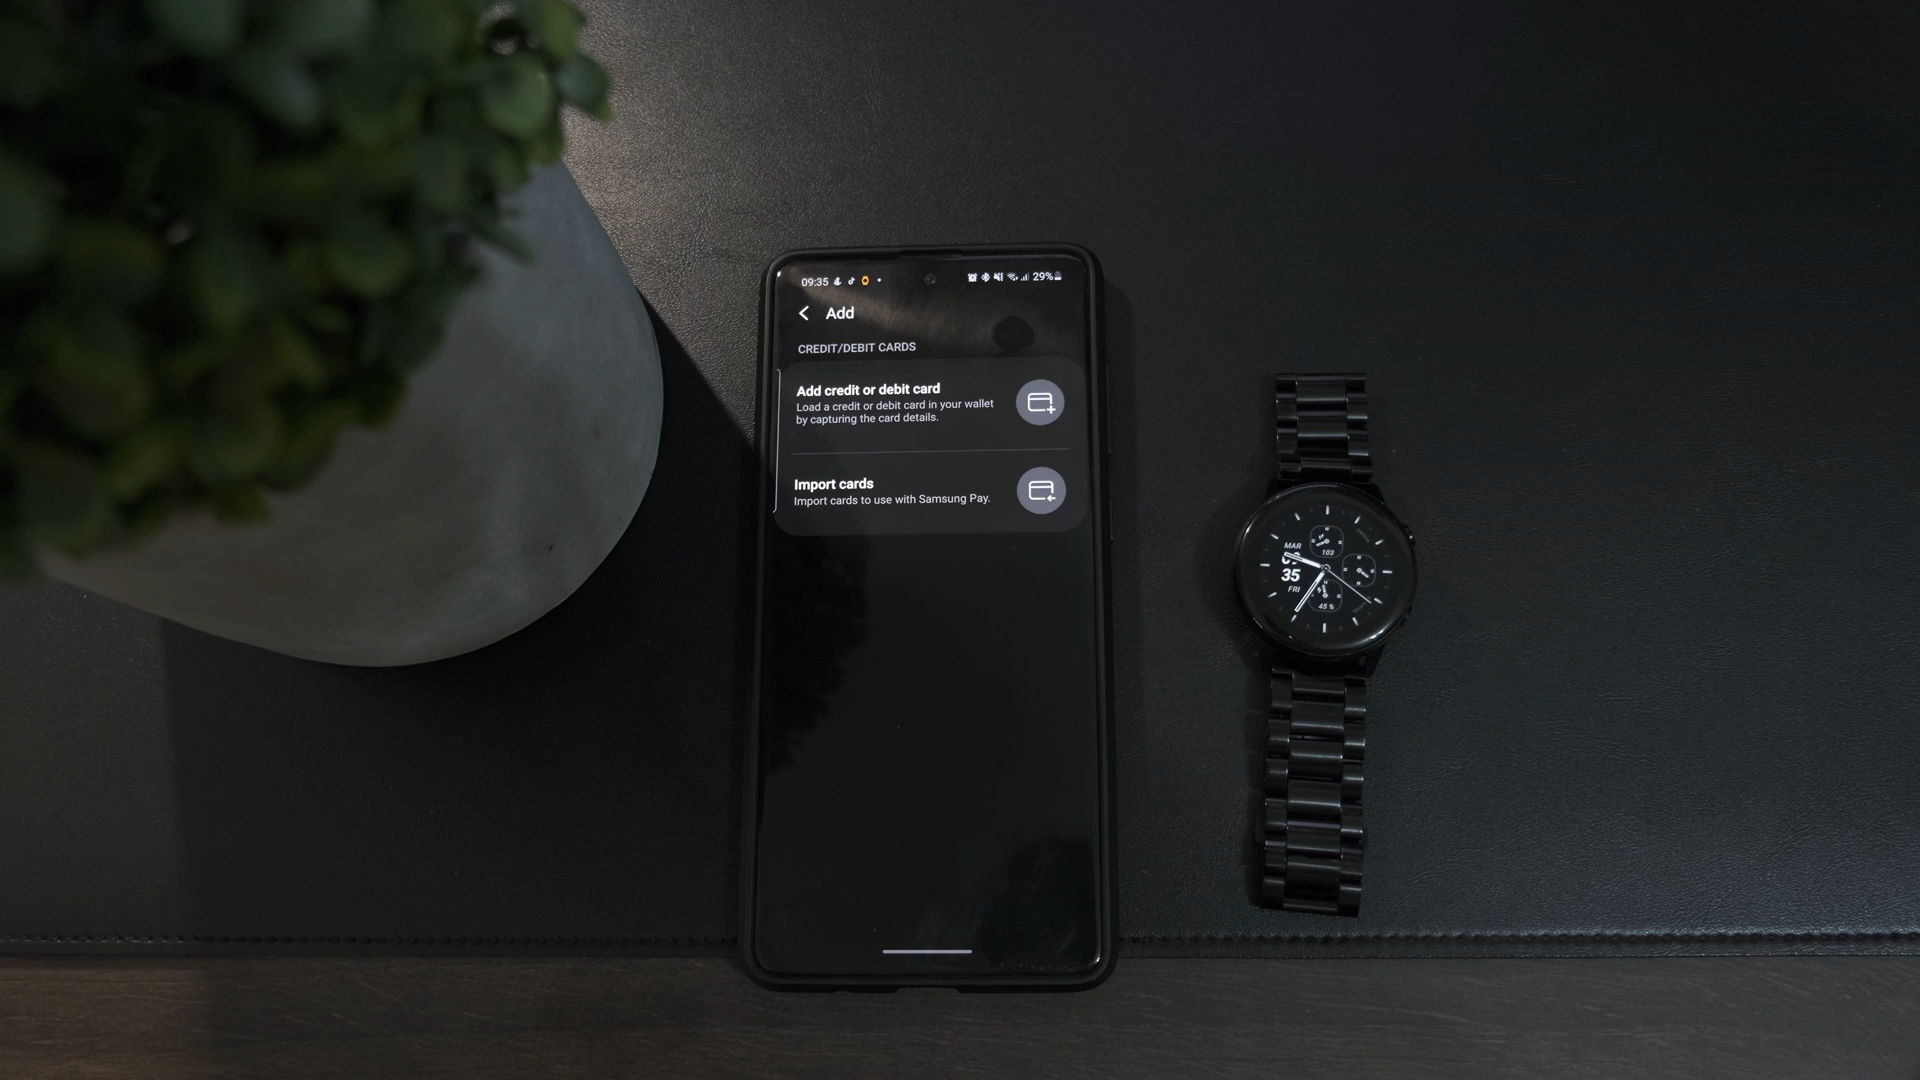 09:35
29%
Add
CREDIT/DEBIT CARDS
Add credit or debit card
Load a credit or debit card in your wallet
by capturing the card details.
Import cards
Import cards to use with Samsung Pay.
MAR
35
FRI
103
45 %